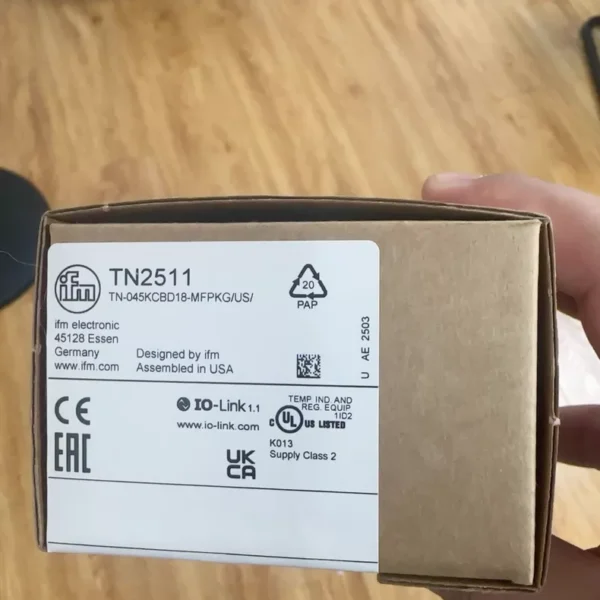 ifm
TN2511
TN-045KCBD18-MFPKG/US/
ifm electronic
45128 Essen
Germany
www.ifm.com
Designed by ifm
Assembled in USA
20
PAP
U AE 2503
CE
EAC
IO-Link 1.1
www.io-link.com
UK
CA
TEMP IND. AND
REG. EQUIP
1ID2
c UL US LISTED
K013
Supply Class 2